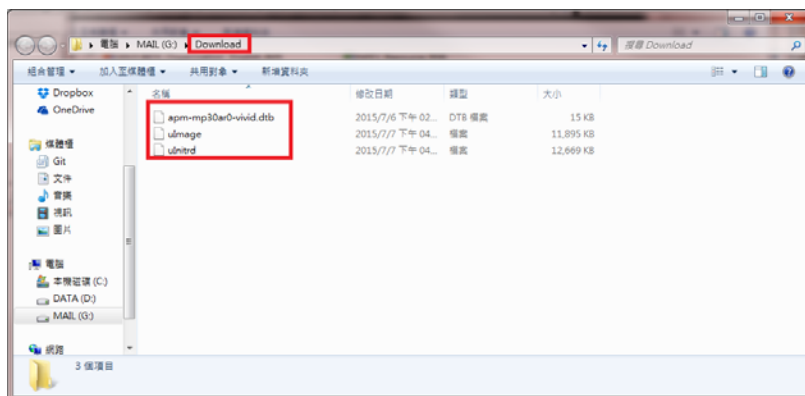 電腦 ▸ MAIL (G:) ▸ Download
搜尋 Download
組合管理 加入至媒體櫃 共用對象 新增資料夾
名稱 修改日期 類型 大小
apm-mp30ar0-vivid.dtb 2015/7/6 下午 02... DTB 檔案 15 KB
uImage 2015/7/7 下午 04... 檔案 11,895 KB
uInitrd 2015/7/7 下午 04... 檔案 12,669 KB
Dropbox
OneDrive
媒體櫃
Git
文件
音樂
視訊
圖片
電腦
本機磁碟 (C:)
DATA (D:)
MAIL (G:)
網路
3 個項目